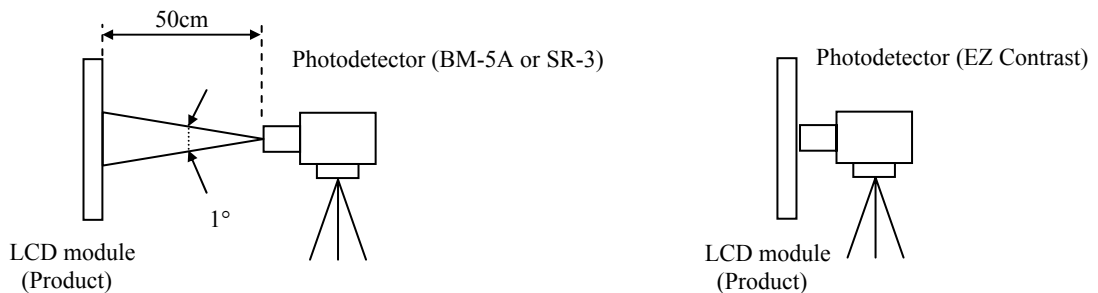 50cm
Photodetector (BM-5A or SR-3)
1°
LCD module
(Product)
Photodetector (EZ Contrast)
LCD module
(Product)